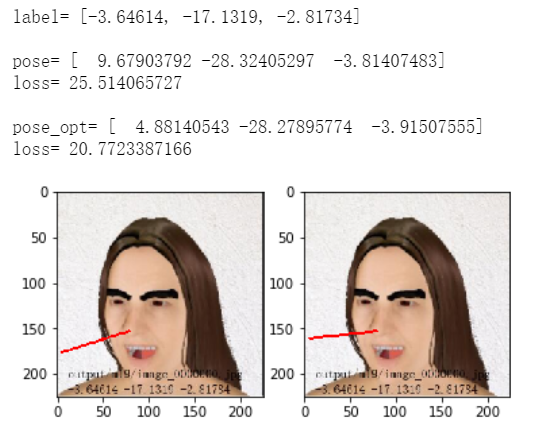 label= [-3.64614, -17.1319, -2.81734]
pose= [ 9.67903792 -28.32405297 -3.81407483]
loss= 25.514065727
pose_opt= [ 4.88140543 -28.27895774 -3.91507555]
loss= 20.7723387166
0
50
100
150
200
-3.64614 -17.1319 -2.81734
0 50 100 150 200
0
50
100
150
200
-3.64614 -17.1319 -2.81734
0 50 100 150 200